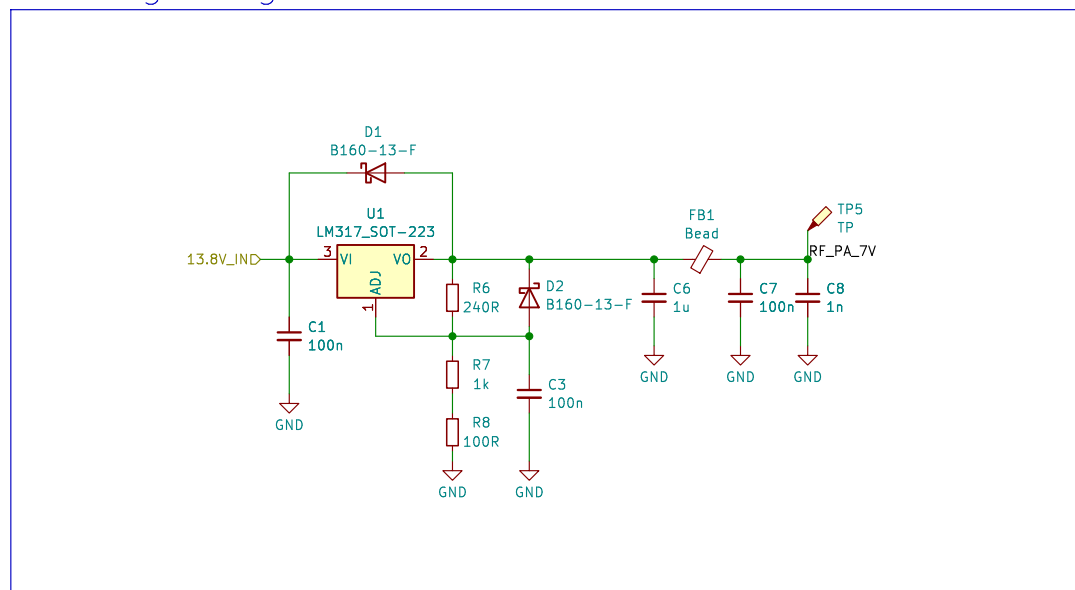 D1
B160-13-F
U1
LM317_SOT-223
13.8V_IN
3
VI
VO
2
ADJ
1
C1
100n
GND
R6
240R
D2
B160-13-F
R7
1k
R8
100R
GND
C3
100n
GND
FB1
Bead
C6
1u
GND
C7
100n
GND
TP5
TP
RF_PA_7V
C8
1n
GND